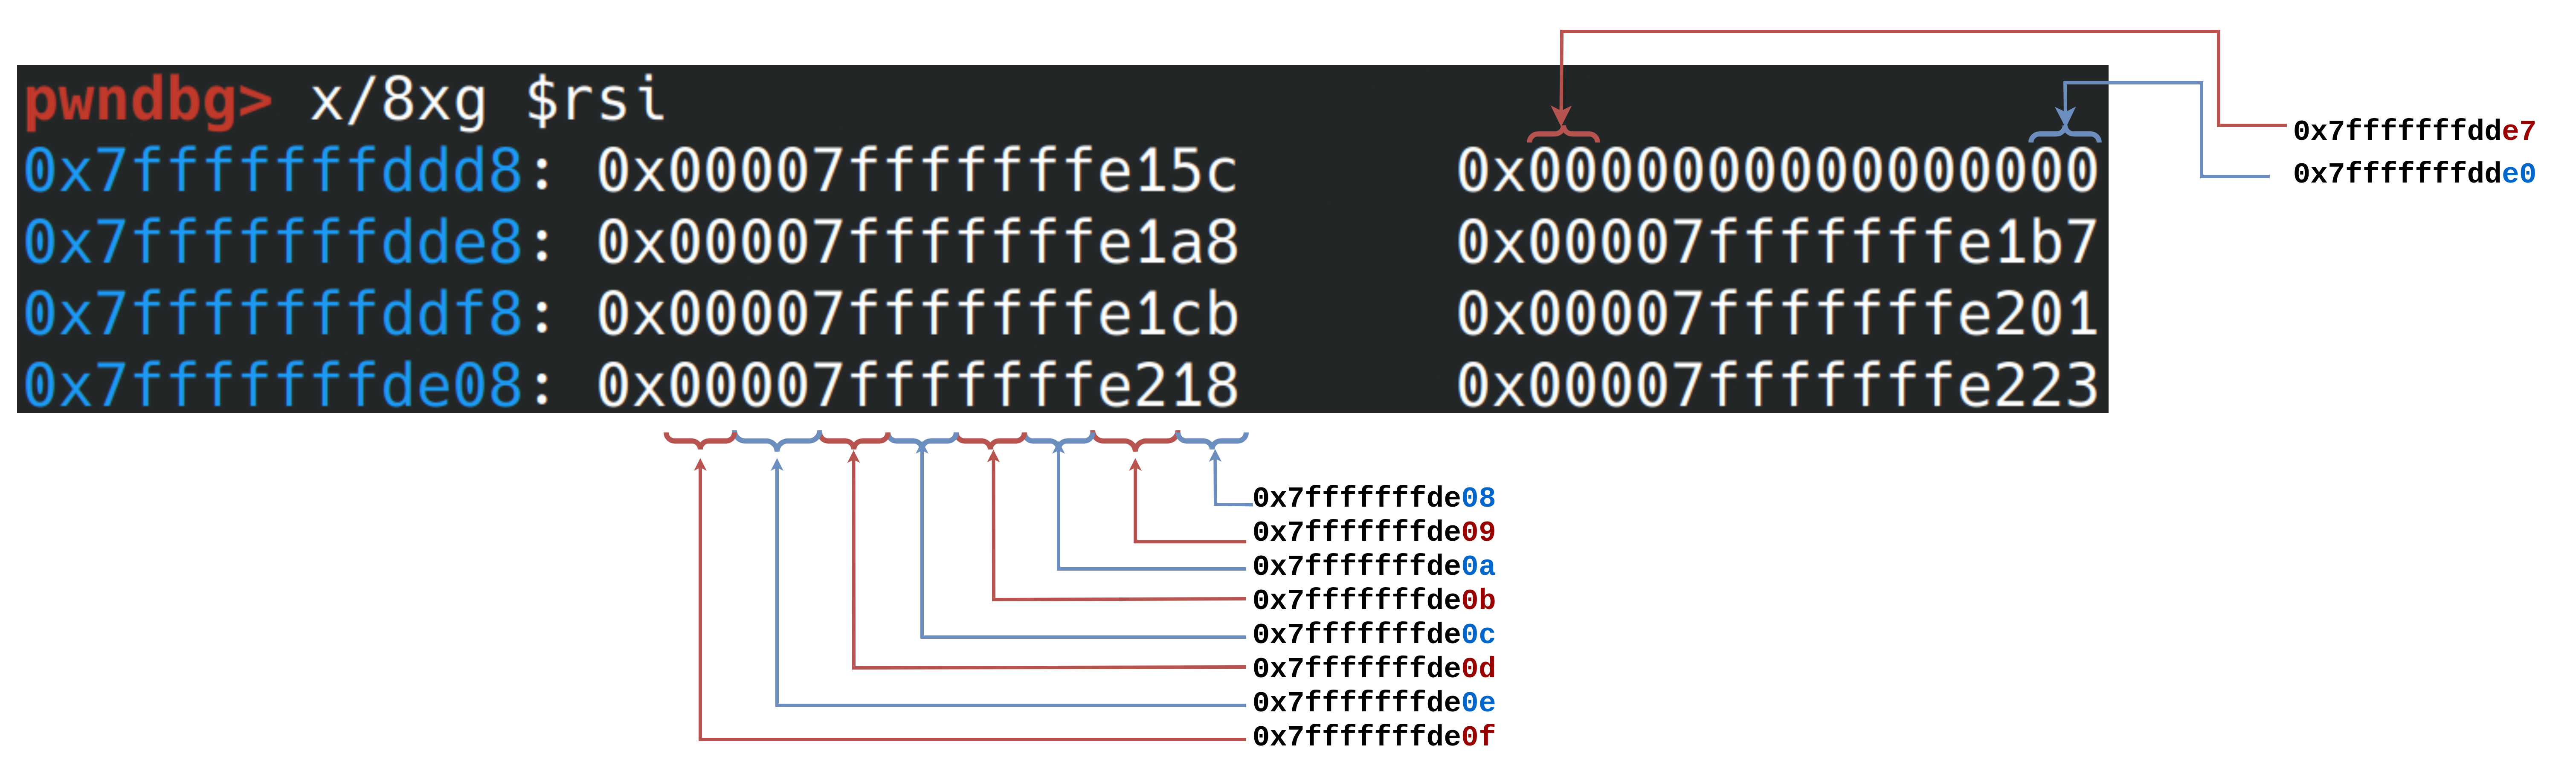 pwndbg> x/8xg $rsi
0x7fffffffddd8: 0x00007fffffffe15c 0x0000000000000000
0x7fffffffdde8: 0x00007fffffffe1a8 0x00007fffffffe1b7
0x7fffffffddf8: 0x00007fffffffe1cb 0x00007fffffffe201
0x7fffffffde08: 0x00007fffffffe218 0x00007fffffffe223
0x7fffffffdde7
0x7fffffffdde0
0x7fffffffde08
0x7fffffffde09
0x7fffffffde0a
0x7fffffffde0b
0x7fffffffde0c
0x7fffffffde0d
0x7fffffffde0e
0x7fffffffde0f